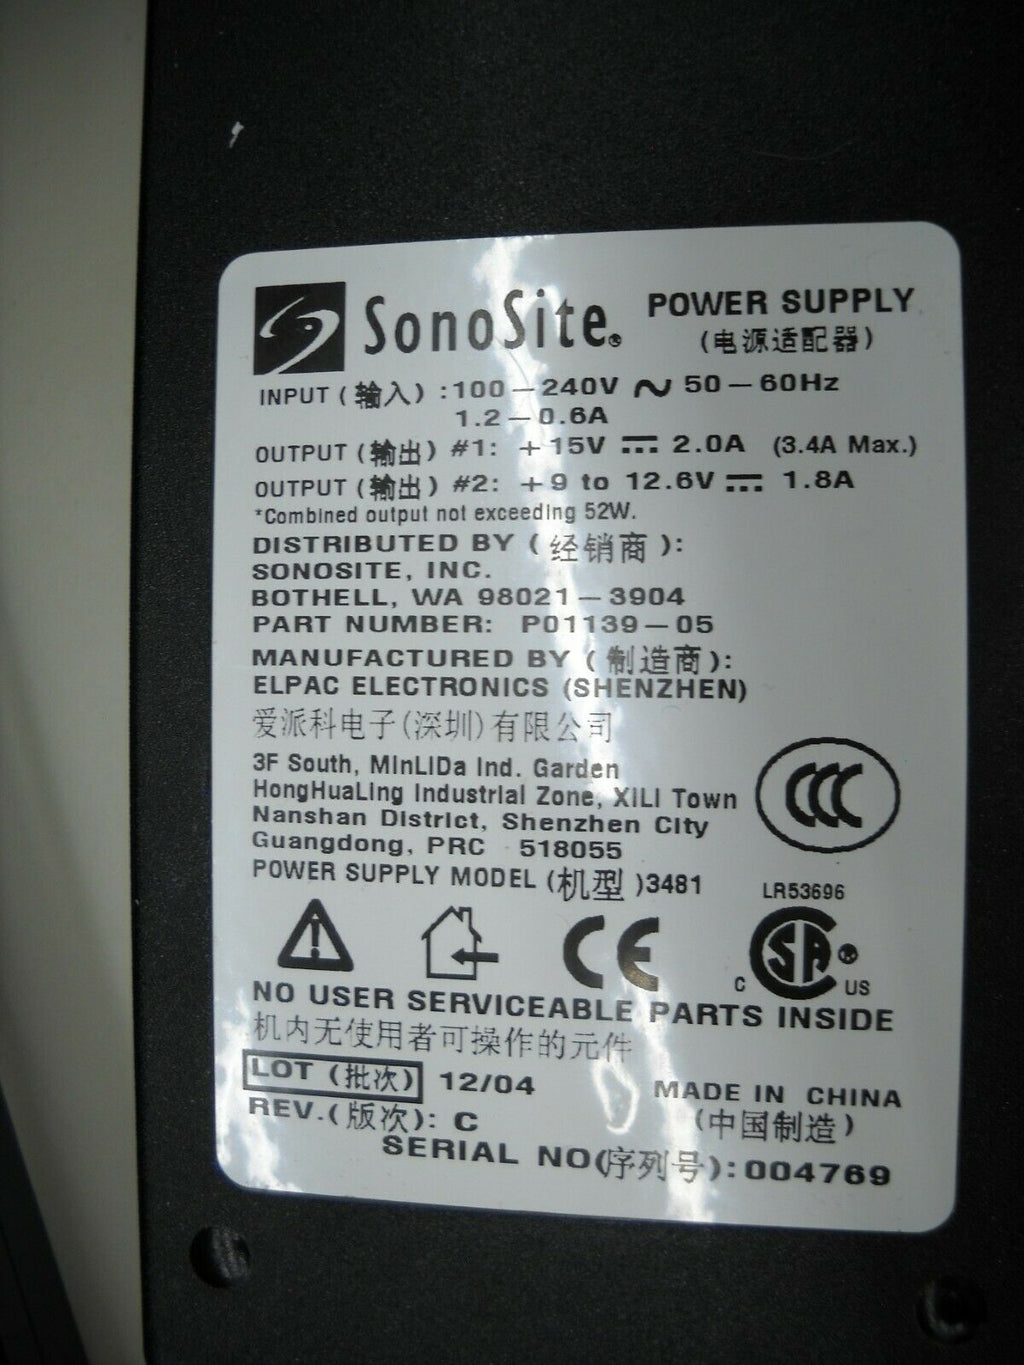 SonoSite® POWER SUPPLY
(电源适配器)
INPUT (输入) : 100-240V ~ 50-60Hz
1.2-0.6A
OUTPUT (输出) #1: +15V ⎓ 2.0A (3.4A Max.)
OUTPUT (输出) #2: +9 to 12.6V ⎓ 1.8A
*Combined output not exceeding 52W.
DISTRIBUTED BY (经销商):
SONOSITE, INC.
BOTHELL, WA 98021-3904
PART NUMBER: P01139-05
MANUFACTURED BY (制造商):
ELPAC ELECTRONICS (SHENZHEN)
爱派科电子(深圳)有限公司
3F South, MinLiDa Ind. Garden
HongHuaLing Industrial Zone, XiLi Town
Nanshan District, Shenzhen City
Guangdong, PRC 518055
CCC
POWER SUPPLY MODEL (机型)3481
LR53696
CE
C SA® US
NO USER SERVICEABLE PARTS INSIDE
机内无使用者可操作的元件
LOT (批次) 12/04
MADE IN CHINA
REV.(版次): C
(中国制造)
SERIAL NO(序列号):004769